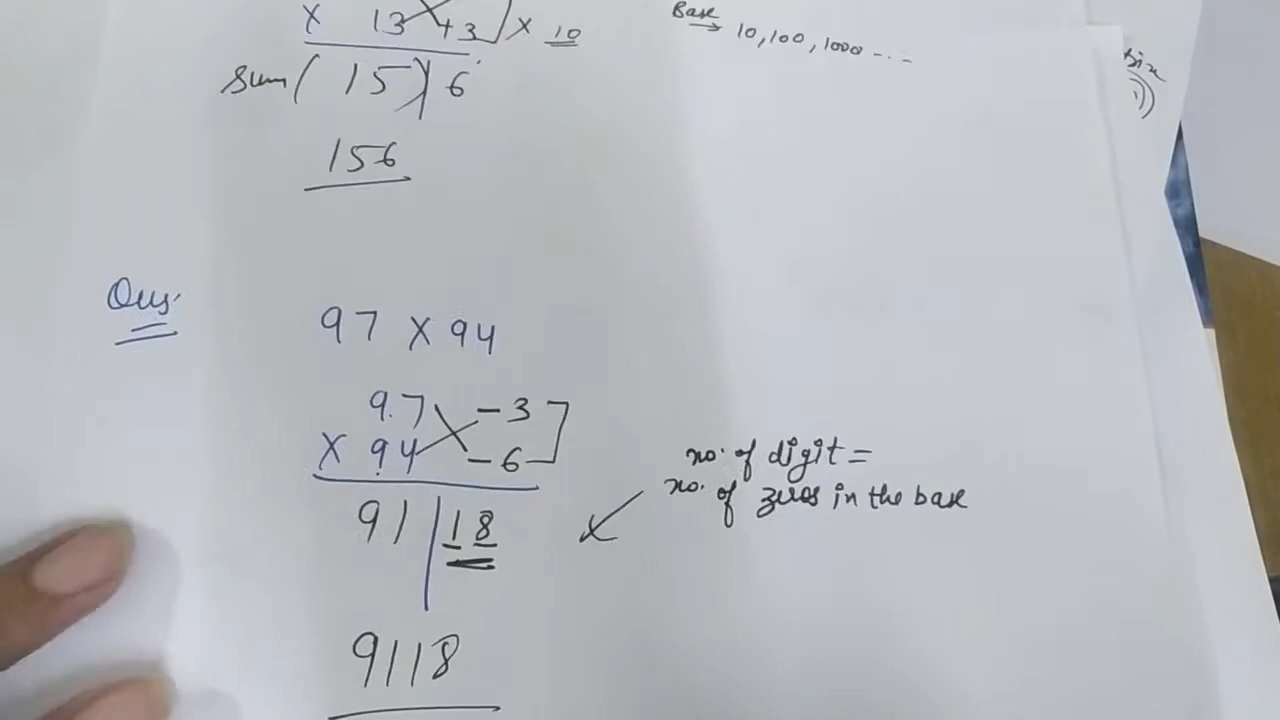 X 13 +3 X 10
Base → 10, 100, 1000 - - -
Sum ( 15 ) | 6
156
Ques.
97 X 94
97 - 3
X 94 - 6
91 | 18
9118
no. of digit =
no. of zeros in the base